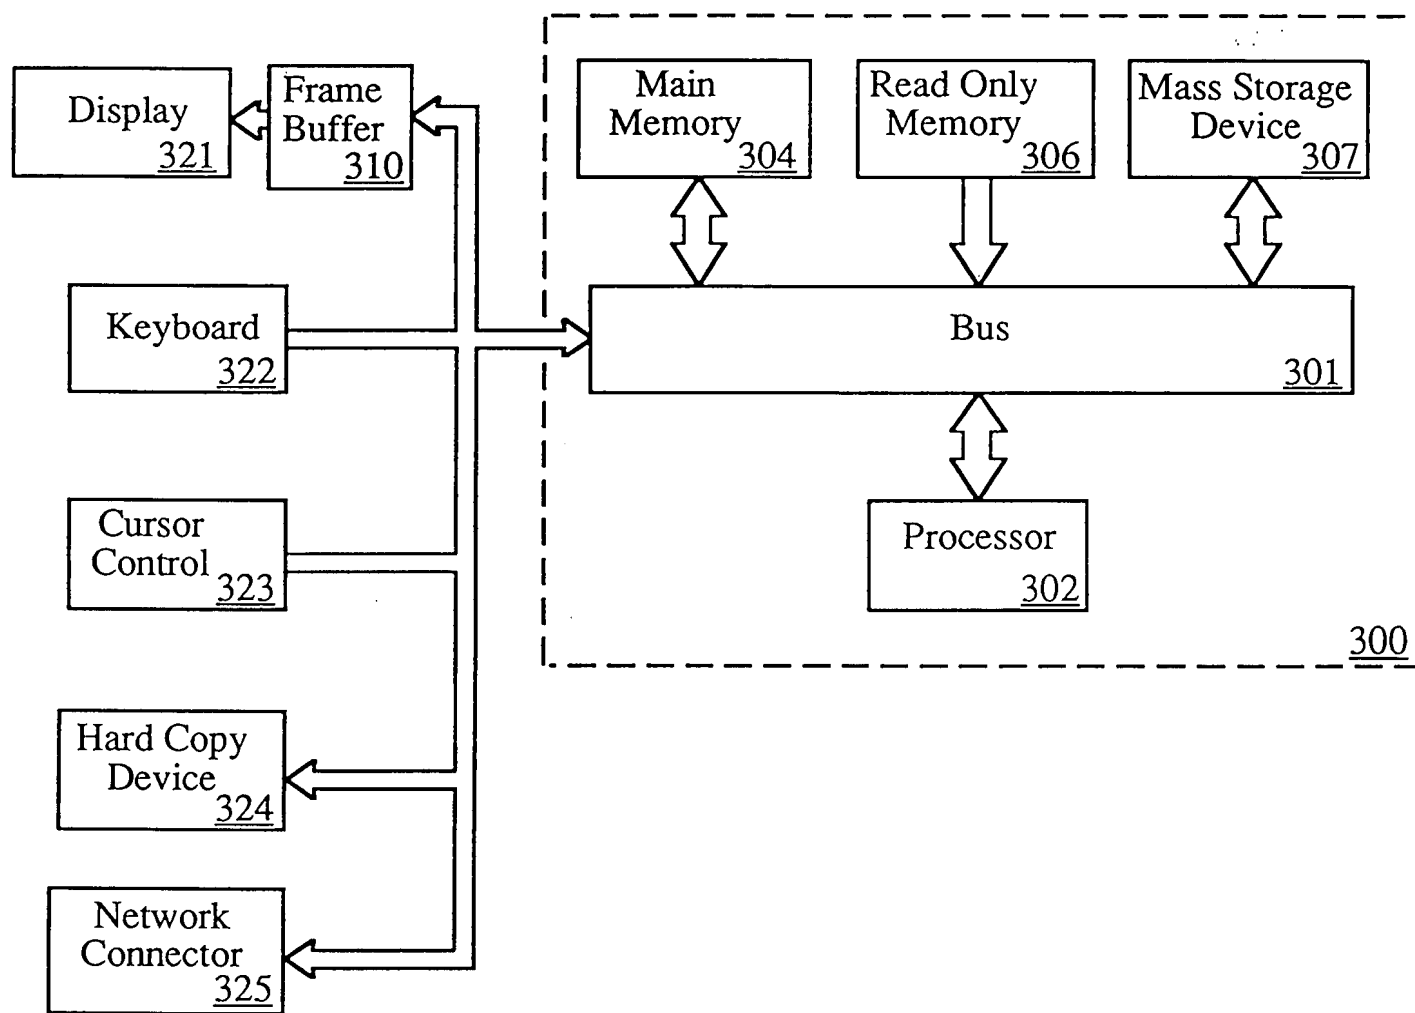 Display
321
Frame
Buffer
310
Main
Memory
304
Read Only
Memory
306
Mass Storage
Device
307
Keyboard
322
Bus
301
Cursor
Control
323
Processor
302
300
Hard Copy
Device
324
Network
Connector
325